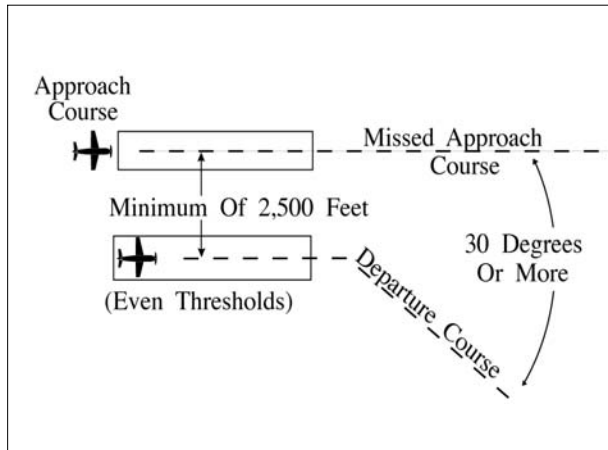 Approach
Course
Missed Approach
Course
Minimum Of 2,500 Feet
30 Degrees
Or More
(Even Thresholds)
Departure Course